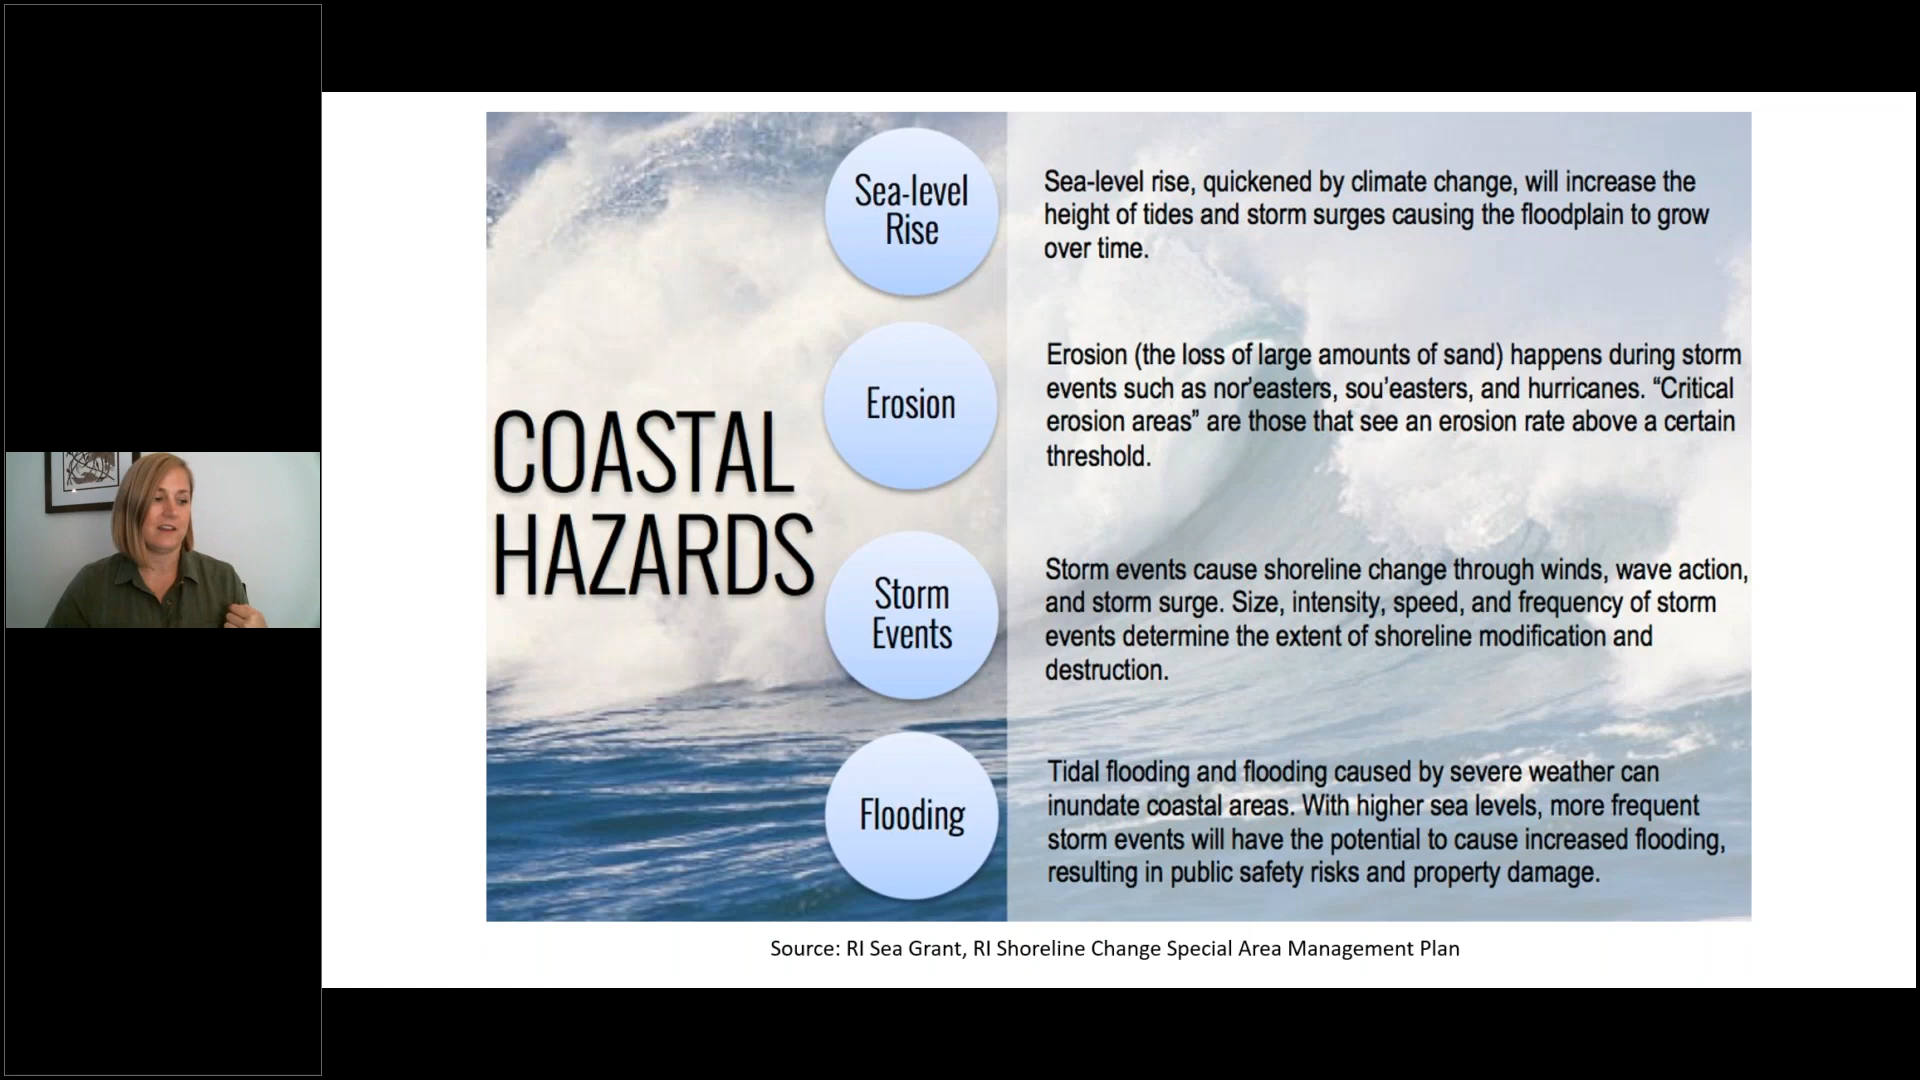 COASTAL
HAZARDS
Sea-level
Rise
Sea-level rise, quickened by climate change, will increase the
height of tides and storm surges causing the floodplain to grow
over time.
Erosion
Erosion (the loss of large amounts of sand) happens during storm
events such as nor’easters, sou’easters, and hurricanes. “Critical
erosion areas” are those that see an erosion rate above a certain
threshold.
Storm
Events
Storm events cause shoreline change through winds, wave action,
and storm surge. Size, intensity, speed, and frequency of storm
events determine the extent of shoreline modification and
destruction.
Flooding
Tidal flooding and flooding caused by severe weather can
inundate coastal areas. With higher sea levels, more frequent
storm events will have the potential to cause increased flooding,
resulting in public safety risks and property damage.
Source: RI Sea Grant, RI Shoreline Change Special Area Management Plan